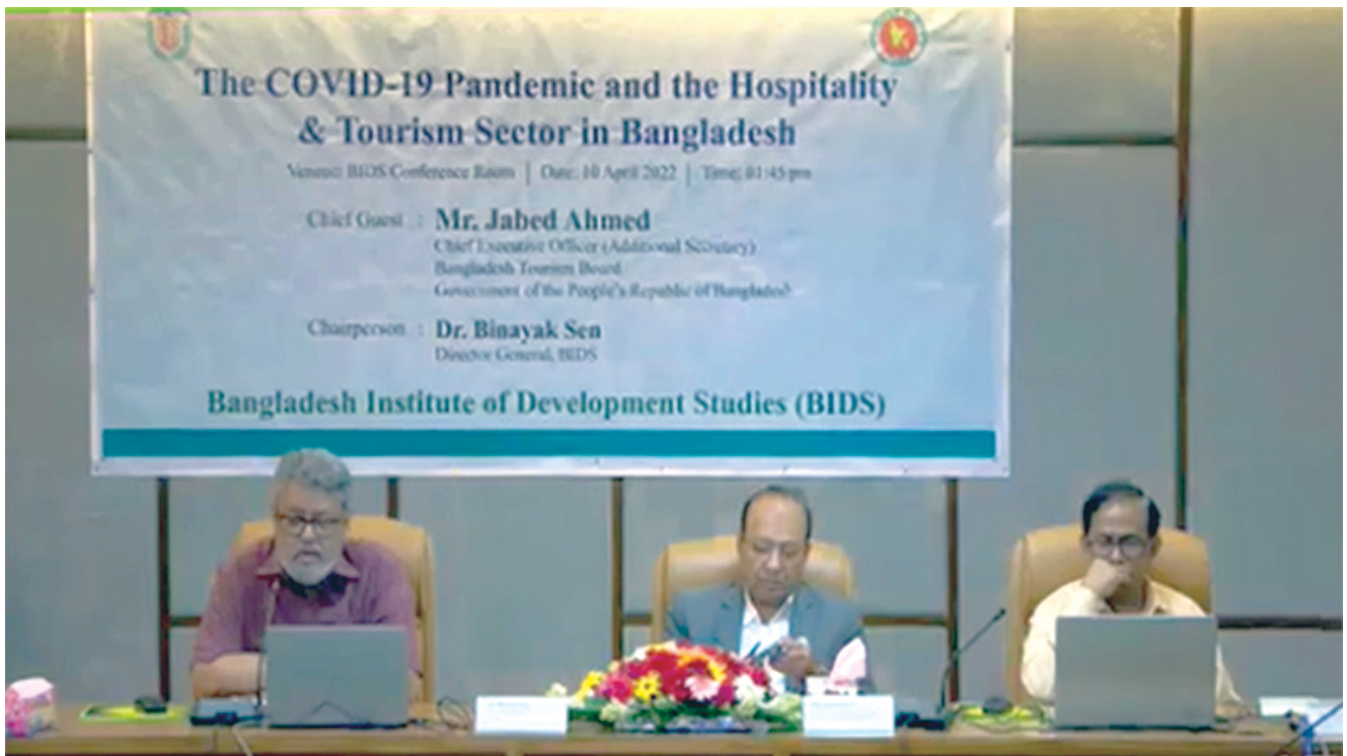 The COVID-19 Pandemic and the Hospitality
& Tourism Sector in Bangladesh
Venue: BIDS Conference Room | Date: 10 April 2022 | Time: 01:45 pm
Chief Guest : Mr. Jabed Ahmed
Chief Executive Officer (Additional Secretary)
Bangladesh Tourism Board
Government of the People's Republic of Bangladesh
Chairperson : Dr. Binayak Sen
Director General, BIDS
Bangladesh Institute of Development Studies (BIDS)